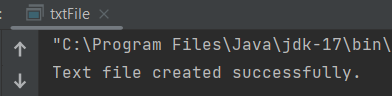 txtFile
"C:\Program Files\Java\jdk-17\bin\
Text file created successfully.